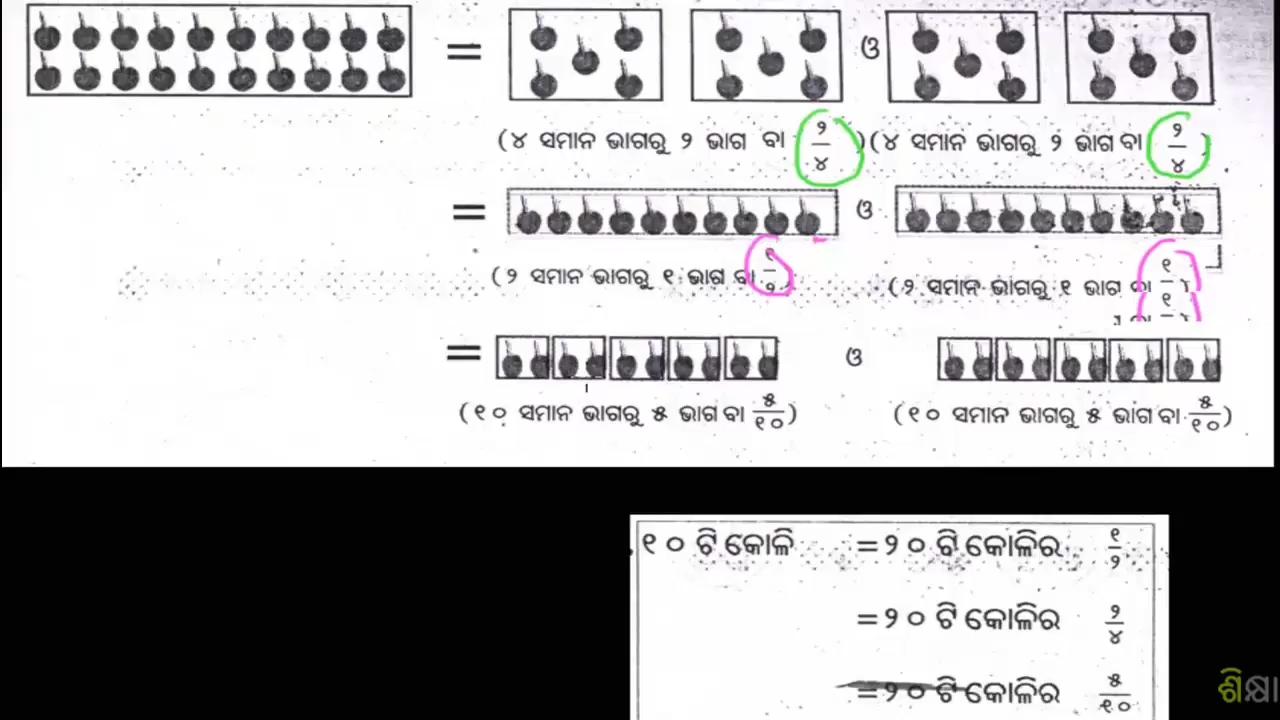 =
ଓ
(୪ ସମାନ ଭାଗରୁ ୨ ଭାଗ ବା ୨/୪) (୪ ସମାନ ଭାଗରୁ ୨ ଭାଗ ବା ୨/୪)
=
ଓ
(୨ ସମାନ ଭାଗରୁ ୧ ଭାଗ ବା ୧/୨ (୨ ସମାନ ଭାଗରୁ ୧ ଭାଗ ବା ୧
=
ଓ
(୧୦ ସମାନ ଭାଗରୁ ୫ ଭାଗ ବା ୫/୧୦) (୧୦ ସମାନ ଭାଗରୁ ୫ ଭାଗ ବା ୫/୧୦)
୧୦ ଟି କୋଳି = ୨୦ ଟି କୋଳିର ୧/୨
= ୨୦ ଟି କୋଳିର ୨/୪
= ୨୦ ଟି କୋଳିର ୫/୧୦
ଶିକ୍ଷା